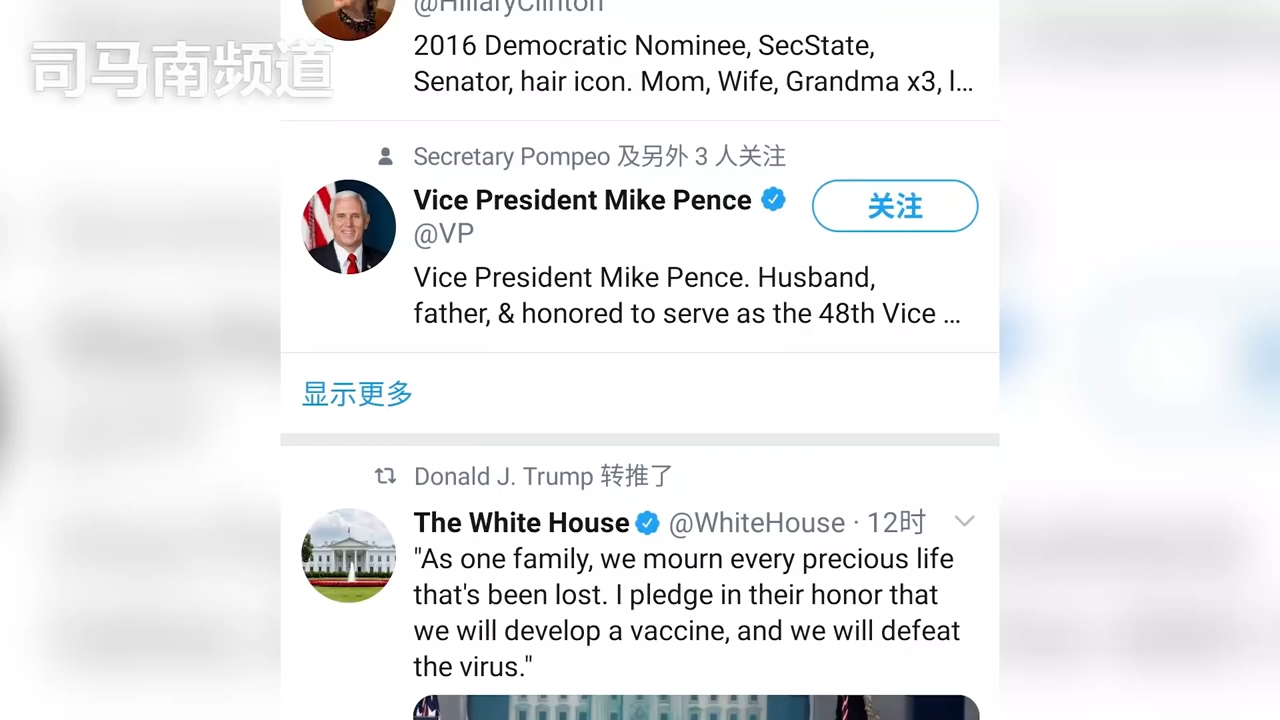 @HillaryClinton
司马南频道
2016 Democratic Nominee, SecState,
Senator, hair icon. Mom, Wife, Grandma x3, l…
Secretary Pompeo 及另外 3 人关注
Vice President Mike Pence
关注
@VP
Vice President Mike Pence. Husband,
father, & honored to serve as the 48th Vice …
显示更多
Donald J. Trump 转推了
The White House @WhiteHouse · 12时
"As one family, we mourn every precious life
that's been lost. I pledge in their honor that
we will develop a vaccine, and we will defeat
the virus."